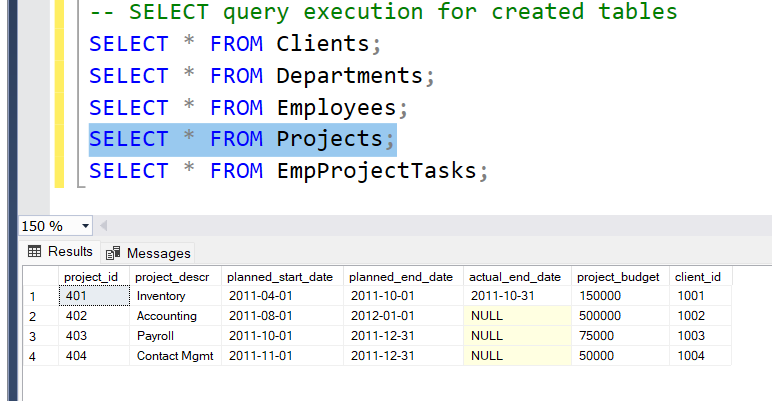 -- SELECT query execution for created tables
SELECT * FROM Clients;
SELECT * FROM Departments;
SELECT * FROM Employees;
SELECT * FROM Projects;
SELECT * FROM EmpProjectTasks;
150 %
Results Messages
project_id project_descr planned_start_date planned_end_date actual_end_date project_budget client_id
1 401 Inventory 2011-04-01 2011-10-01 2011-10-31 150000 1001
2 402 Accounting 2011-08-01 2012-01-01 NULL 500000 1002
3 403 Payroll 2011-10-01 2011-12-31 NULL 75000 1003
4 404 Contact Mgmt 2011-11-01 2011-12-31 NULL 50000 1004